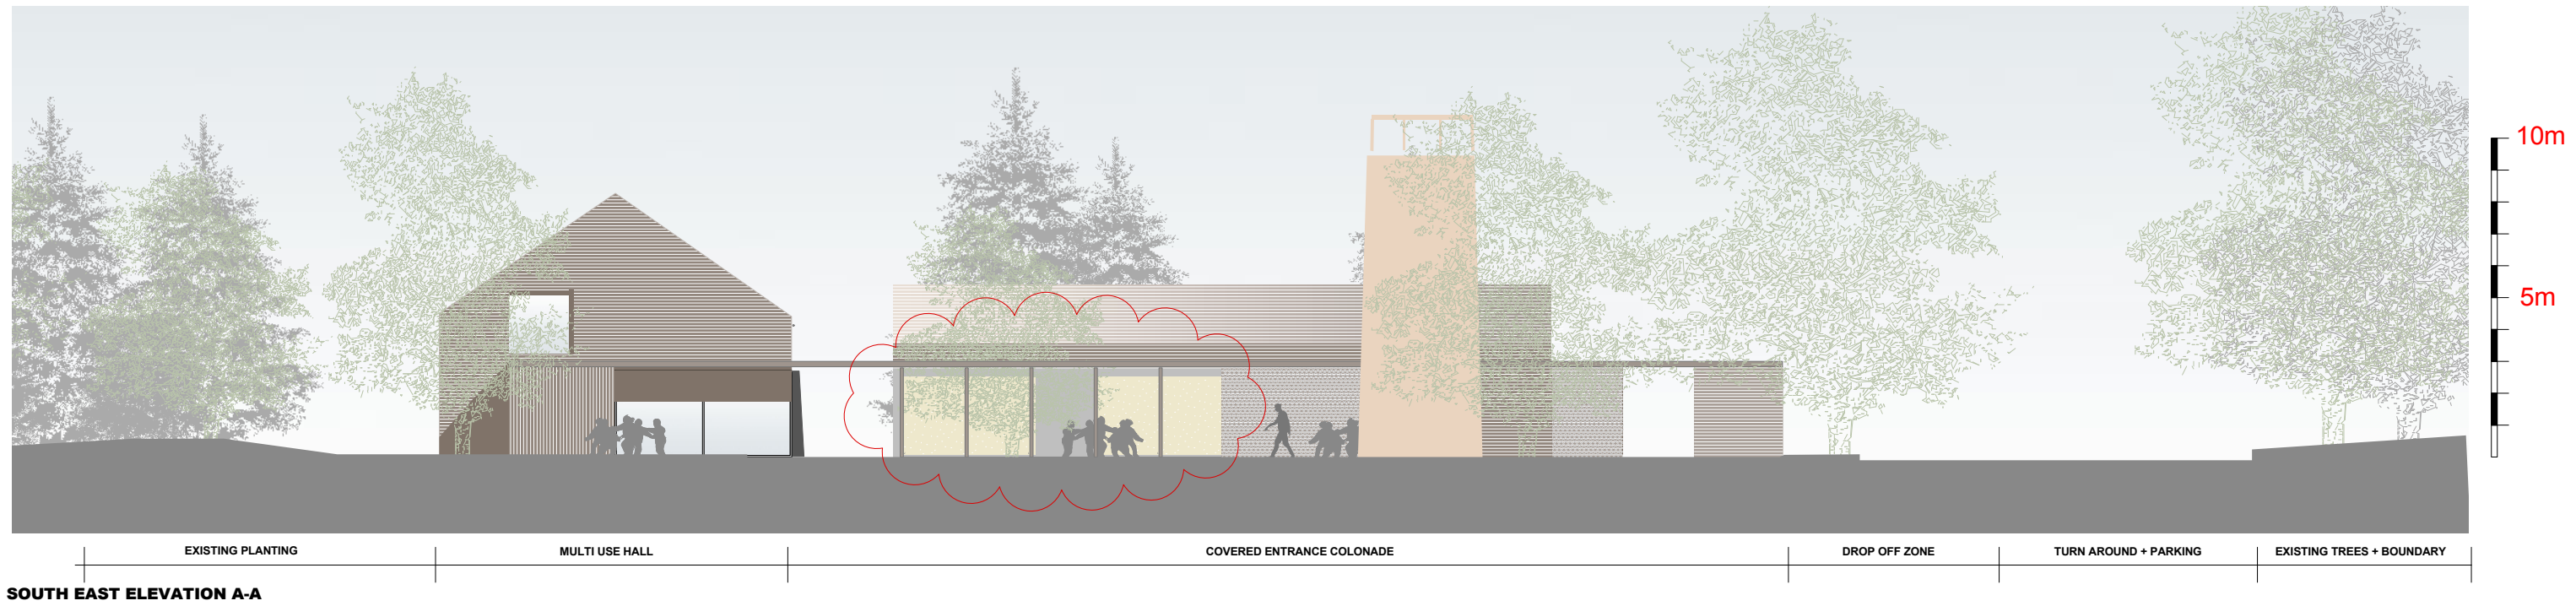 10m
5m
EXISTING PLANTING
MULTI USE HALL
COVERED ENTRANCE COLONADE
DROP OFF ZONE
TURN AROUND + PARKING
EXISTING TREES + BOUNDARY
SOUTH EAST ELEVATION A-A